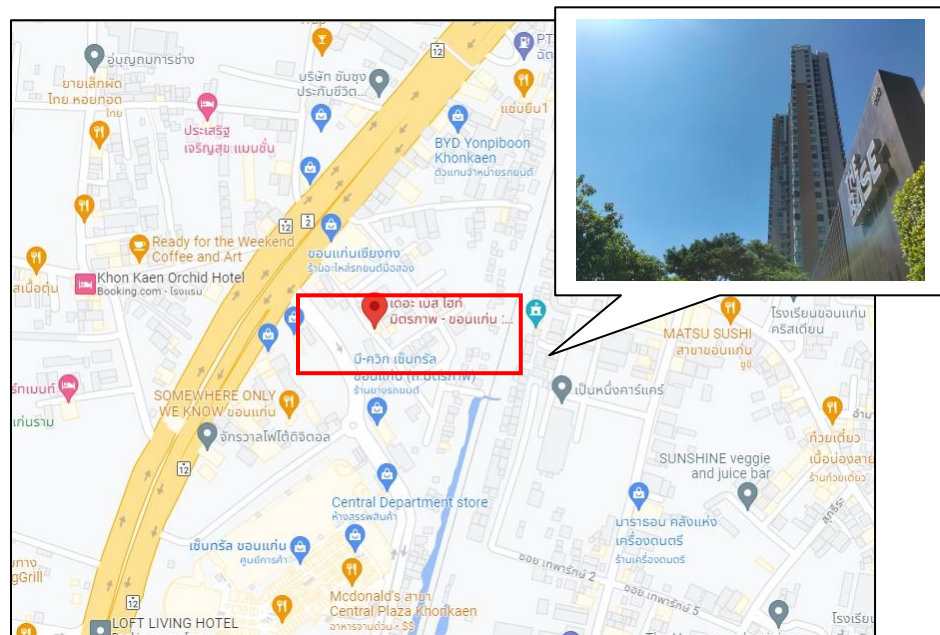 12
PT
อู่บุญถมการช่าง
บริษัท ชัมชุง
ประกันชีวิต...
ยายเล็กผัด
ไทย หอยทอด
ไทย
แซ่บยืน1
ประเสริฐ
เจริญสุข แมนชั่น
BYD Yonpiboon
Khonkaen
ตัวแทนจำหน่ายรถยนต์
12
2
Ready for the Weekend
Coffee and Art
ขอนแก่นเซียงกง
ร้านอะไหล่รถยนต์มือสอง
Khon Kaen Orchid Hotel
Booking.com - โรงแรม
เดอะ เบส ไฮท์
มิตรภาพ - ขอนแก่น :...
โรงเรียนขอนแก่น
คริสเตียน
MATSU SUSHI
สาขาขอนแก่น
ซูชิ
บี-ควิก เซ็นทรัล
ขอนแก่น (ถ.มิตรภาพ)
ร้านยางรถยนต์
เป็นหนึ่งคาร์แคร์
SOMEWHERE ONLY
WE KNOW ขอนแก่น
จักรวาลโฟโต้ดิจิตอล
ก๋วยเตี๋ยว
เนื้อน่องลาย
ร้านก๋วยเตี๋ยว
SUNSHINE veggie
and juice bar
12
Central Department store
ห้างสรรพสินค้า
มาราธอน คลังแห่ง
เครื่องดนตรี
ร้านเครื่องดนตรี
สุทธิระ
เซ็นทรัล ขอนแก่น
ศูนย์การค้า
ซอย เทพารักษ์ 2
ซอย เทพารักษ์ 5
Mcdonald's สาขา
Central Plaza Khonkaen
อาหารจานด่วน - $$
12
LOFT LIVING HOTEL